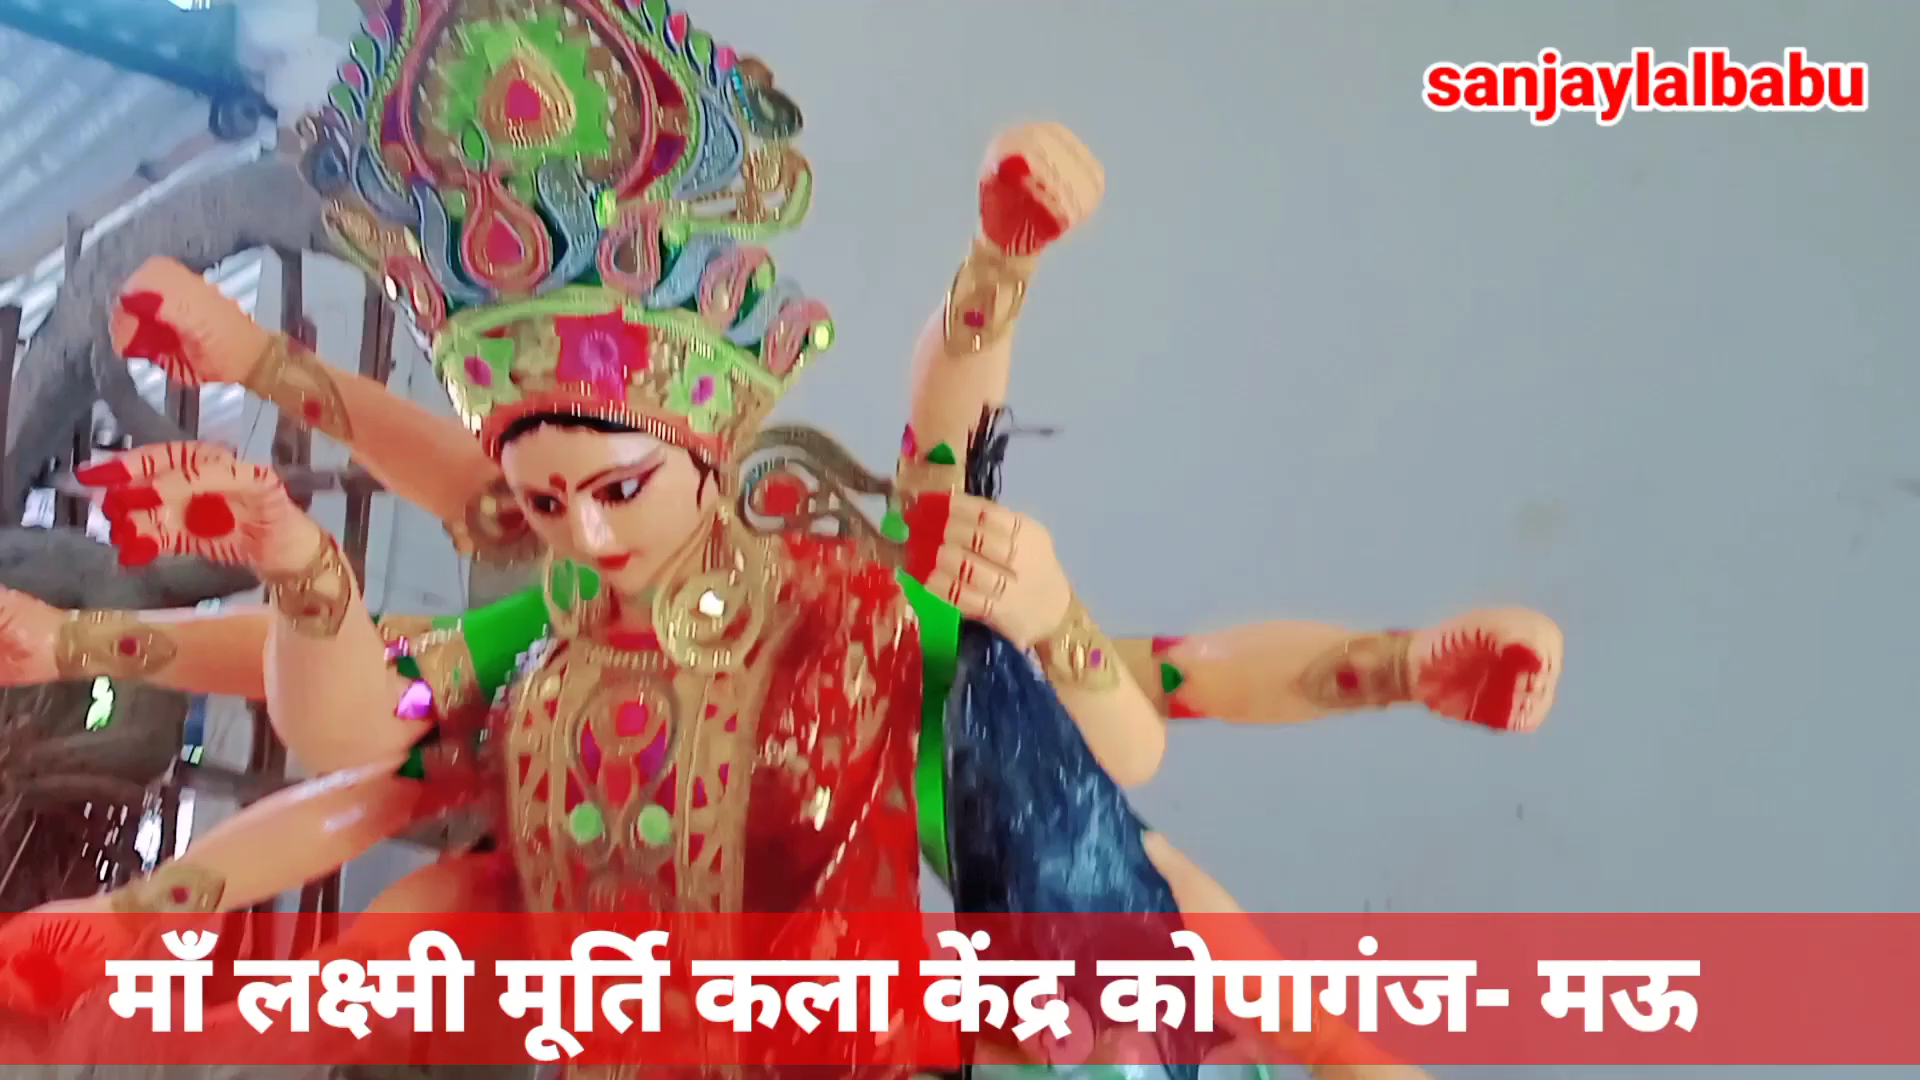 sanjaylalbabu
माँ लक्ष्मी मूर्ति कला केंद्र कोपागंज- मऊ